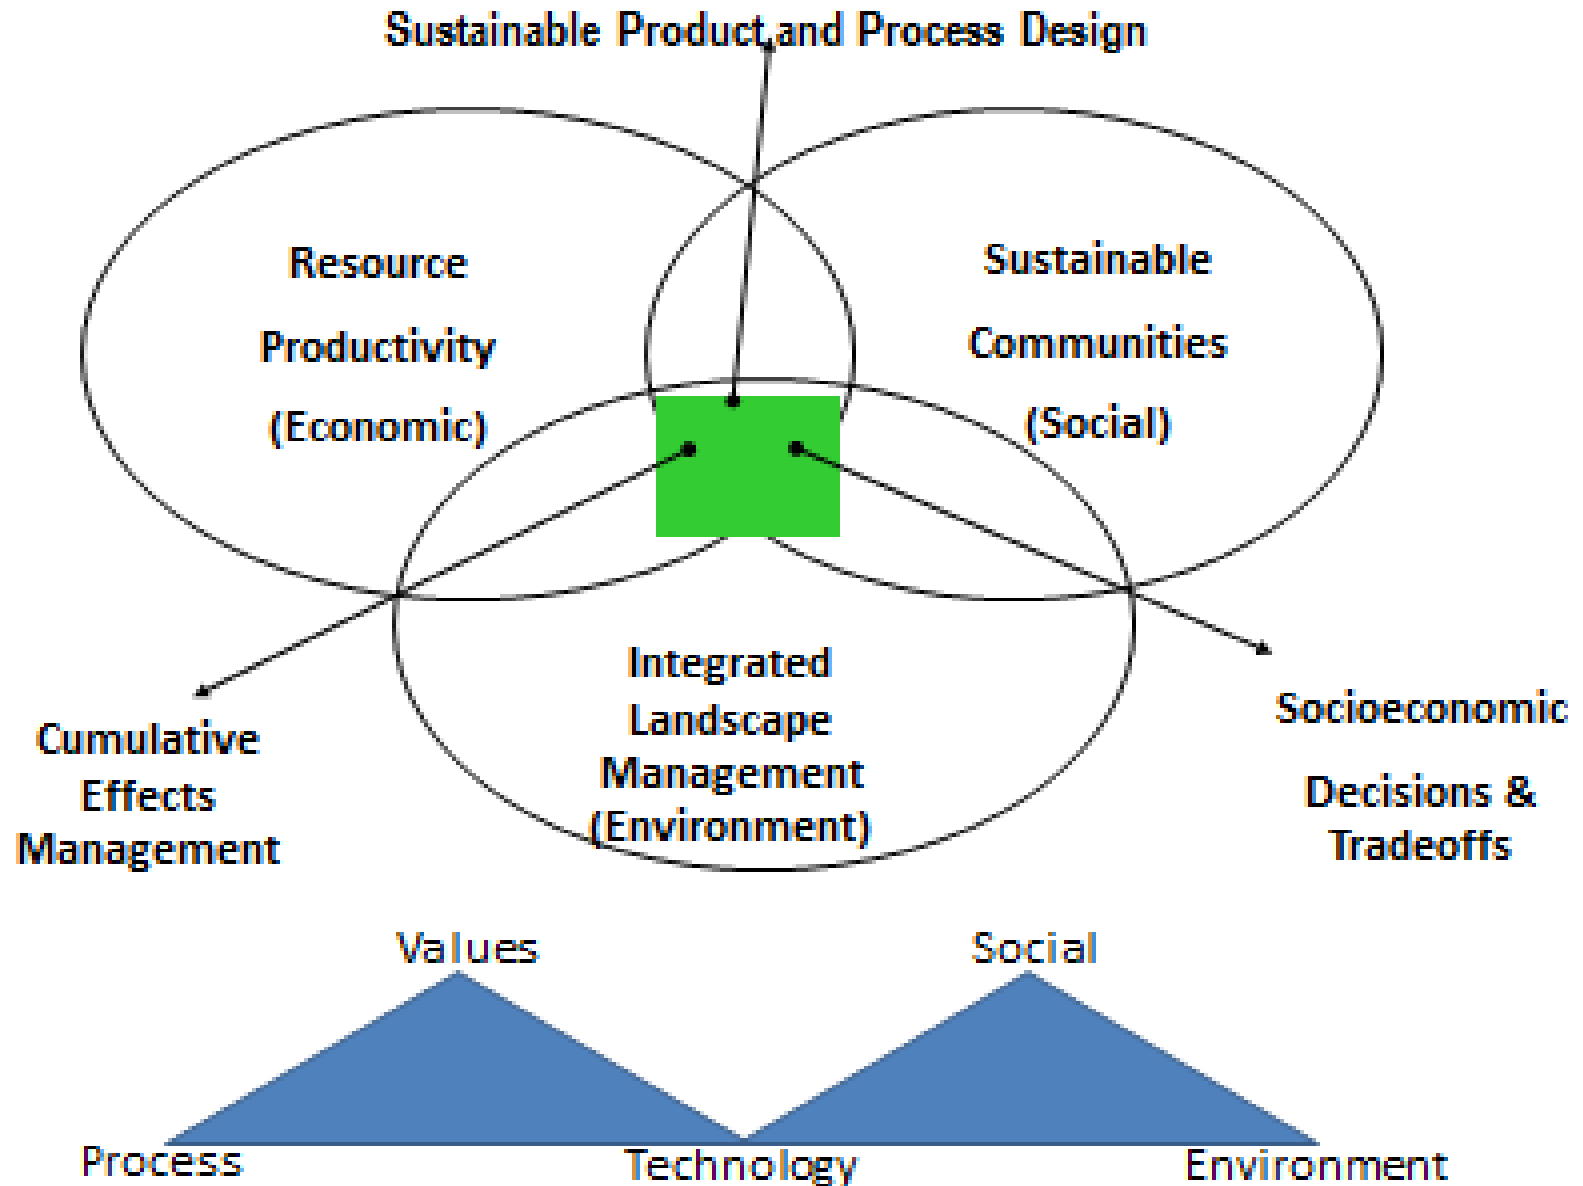 Sustainable Product and Process Design
Resource
Productivity
(Economic)
Sustainable
Communities
(Social)
Integrated
Landscape
Management
(Environment)
Cumulative
Effects
Management
Socioeconomic
Decisions &
Tradeoffs
Values
Social
Process
Technology
Environment